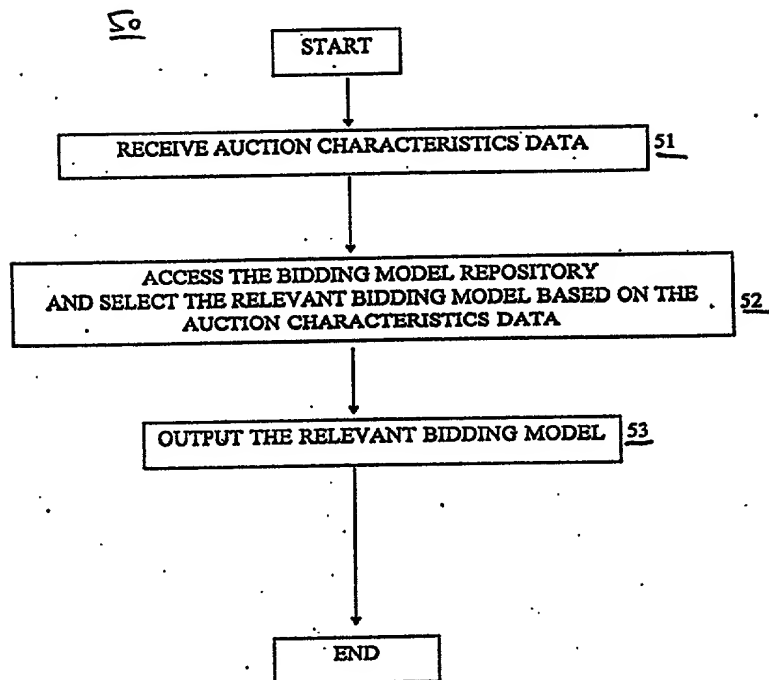 50
START
RECEIVE AUCTION CHARACTERISTICS DATA 51
ACCESS THE BIDDING MODEL REPOSITORY
AND SELECT THE RELEVANT BIDDING MODEL BASED ON THE
AUCTION CHARACTERISTICS DATA 52
OUTPUT THE RELEVANT BIDDING MODEL 53
END